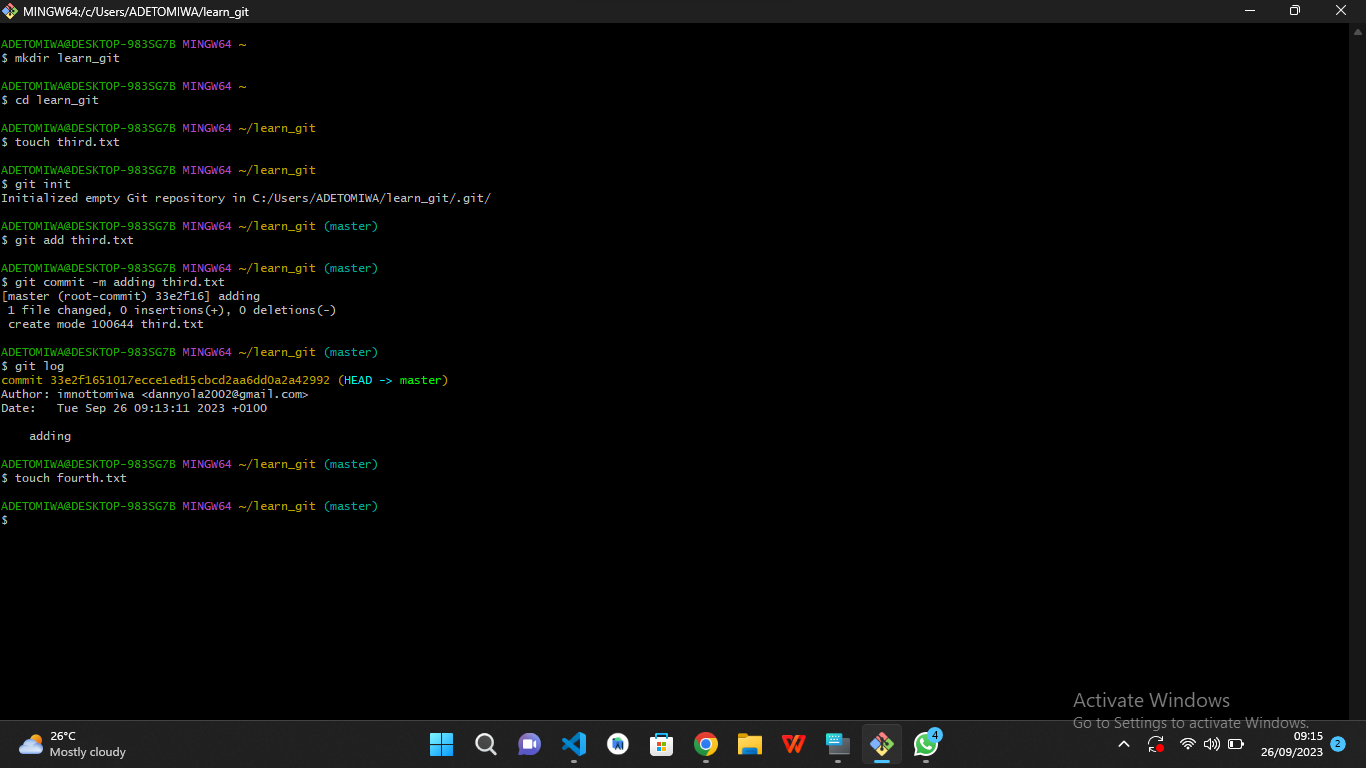 MINGW64:/c/Users/ADETOMIWA/learn_git
ADETOMIWA@DESKTOP-983SG7B MINGW64 ~
$ mkdir learn_git
ADETOMIWA@DESKTOP-983SG7B MINGW64 ~
$ cd learn_git
ADETOMIWA@DESKTOP-983SG7B MINGW64 ~/learn_git
$ touch third.txt
ADETOMIWA@DESKTOP-983SG7B MINGW64 ~/learn_git
$ git init
Initialized empty Git repository in C:/Users/ADETOMIWA/learn_git/.git/
ADETOMIWA@DESKTOP-983SG7B MINGW64 ~/learn_git (master)
$ git add third.txt
ADETOMIWA@DESKTOP-983SG7B MINGW64 ~/learn_git (master)
$ git commit -m adding third.txt
[master (root-commit) 33e2f16] adding
 1 file changed, 0 insertions(+), 0 deletions(-)
 create mode 100644 third.txt
ADETOMIWA@DESKTOP-983SG7B MINGW64 ~/learn_git (master)
$ git log
commit 33e2f1651017ecce1ed15cbcd2aa6dd0a2a42992 (HEAD -> master)
Author: imnottomiwa <dannyola2002@gmail.com>
Date:   Tue Sep 26 09:13:11 2023 +0100
    adding
ADETOMIWA@DESKTOP-983SG7B MINGW64 ~/learn_git (master)
$ touch fourth.txt
ADETOMIWA@DESKTOP-983SG7B MINGW64 ~/learn_git (master)
$
Activate Windows
Go to Settings to activate Windows.
26°C
Mostly cloudy
4
09:15
26/09/2023
2